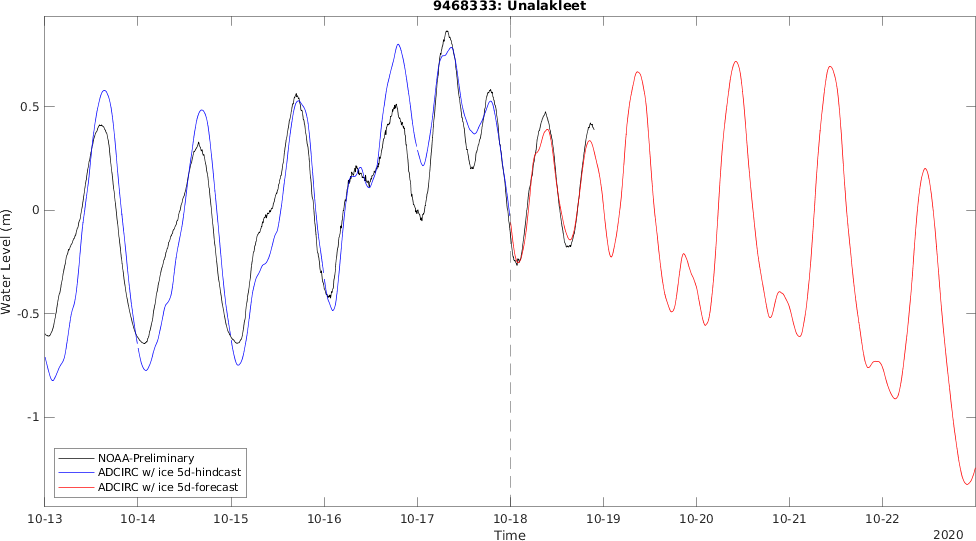 9468333: Unalakleet
Water Level (m)
0.5
0
-0.5
-1
NOAA-Preliminary
ADCIRC w/ ice 5d-hindcast
ADCIRC w/ ice 5d-forecast
10-13 10-14 10-15 10-16 10-17 10-18 10-19 10-20 10-21 10-22
Time
2020